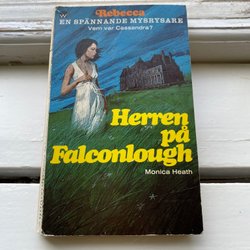 W
Rebecca
EN SPÄNNANDE MYSRYSARE
Vem var Cassandra?
Herren
på
Falconlough
Monica Heath